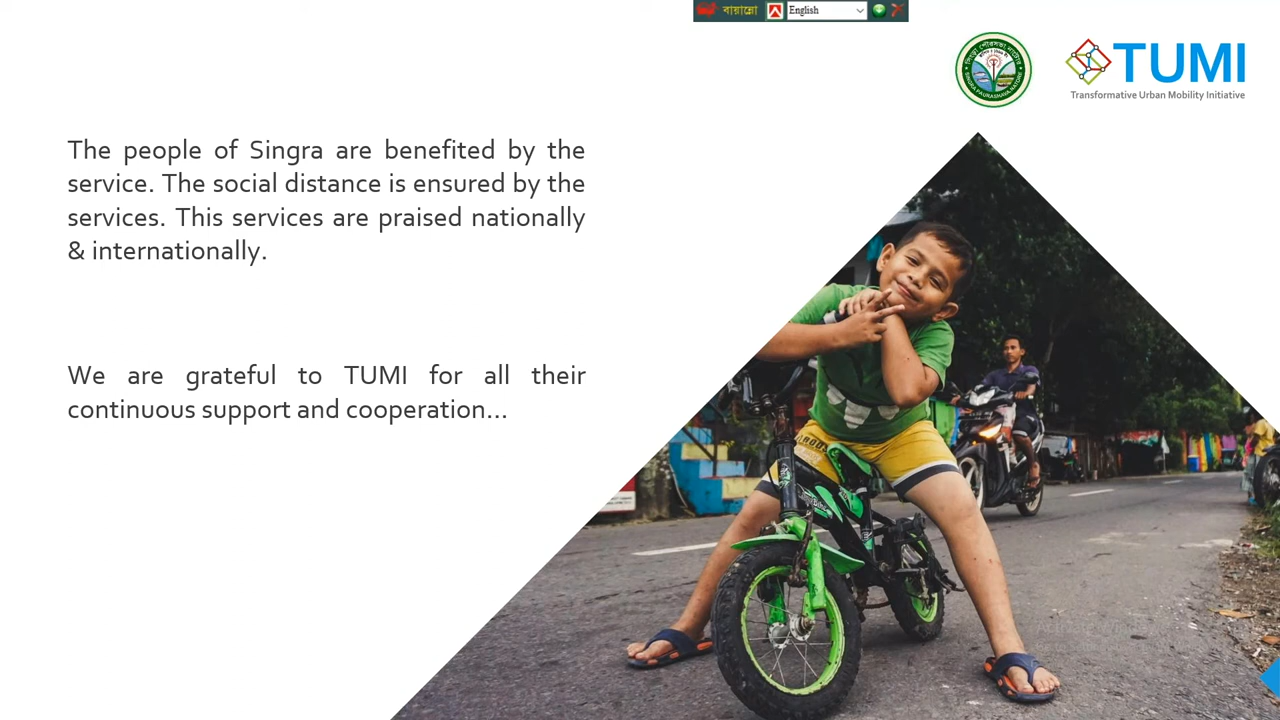 বায়ান্নো English
TUMI
Transformative Urban Mobility Initiative
The people of Singra are benefited by the
service. The social distance is ensured by the
services. This services are praised nationally
& internationally.
We are grateful to TUMI for all their
continuous support and cooperation...